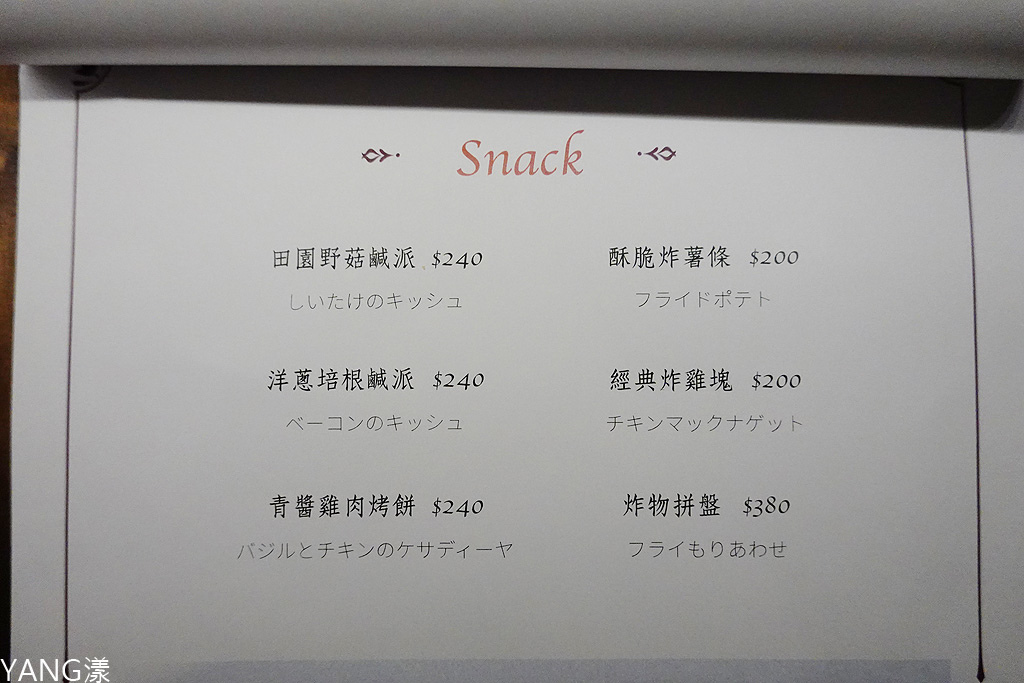 Snack
田園野菇鹹派 $240
しいたけのキッシュ
洋蔥培根鹹派 $240
ベーコンのキッシュ
青醬雞肉烤餅 $240
バジルとチキンのケサディーヤ
酥脆炸薯條 $200
フライドポテト
經典炸雞塊 $200
チキンマックナゲット
炸物拼盤 $380
フライもりあわせ
YANG漾